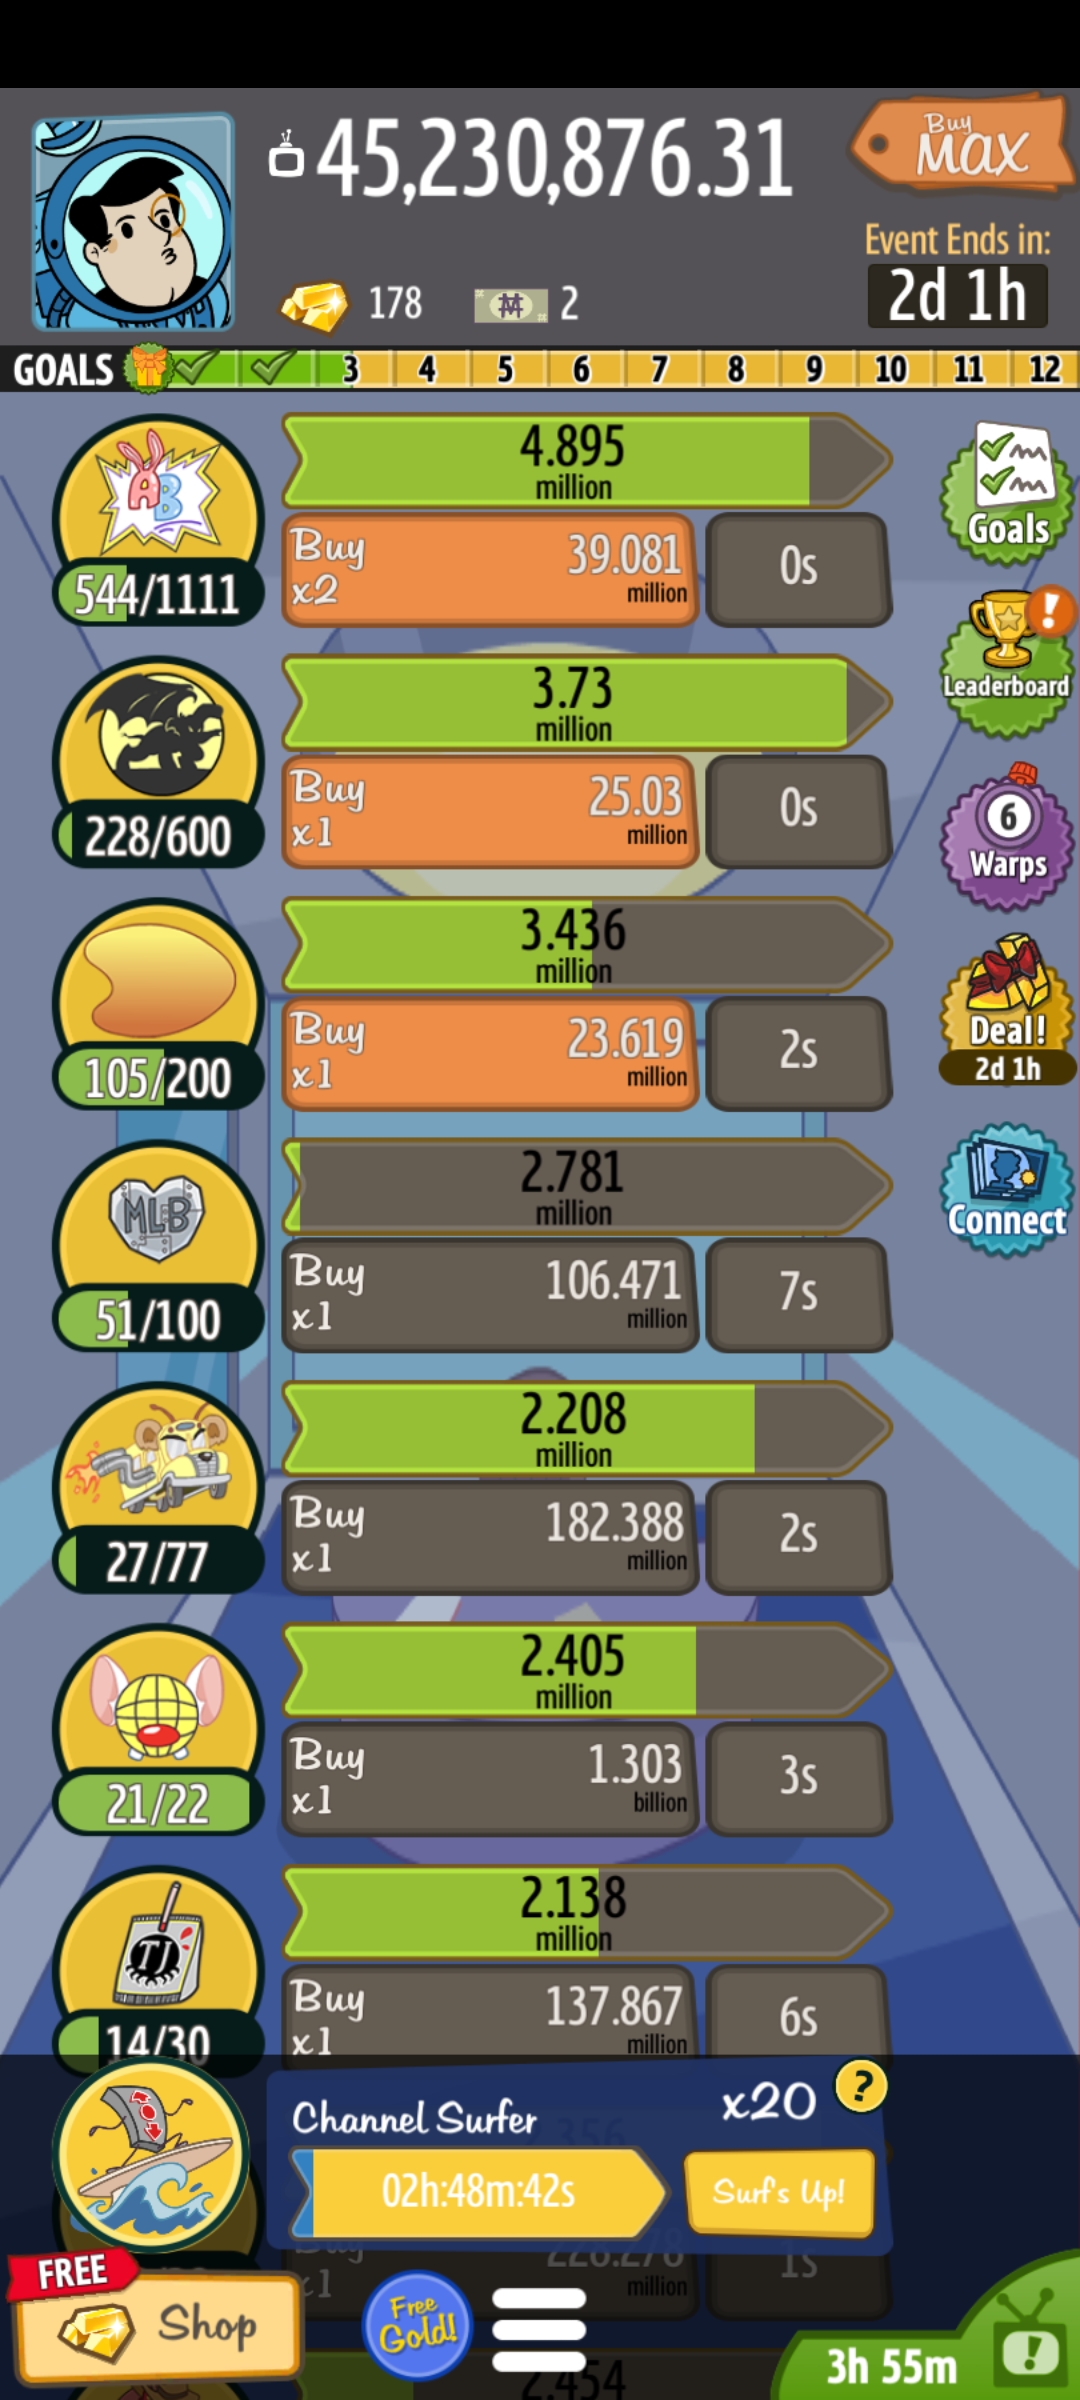 45,230,876.31
Buy
MAX
Event Ends in:
2d 1h
178
2
GOALS
3 4 5 6 7 8 9 10 11 12
4.895
million
AB
Buy
x2
39.081
million
0s
544/1111
Goals
3.73
million
Buy
x1
25.03
million
0s
228/600
!
Leaderboard
6
Warps
3.436
million
Buy
x1
23.619
million
2s
105/200
Deal!
2d 1h
2.781
million
MLB
Buy
x1
106.471
million
7s
51/100
Connect
2.208
million
Buy
x1
182.388
million
2s
27/77
2.405
million
Buy
x1
1.303
billion
3s
21/22
2.138
million
TJ
Buy
x1
137.867
million
6s
14/30
Channel Surfer
x20
?
2.356
02h:48m:42s
Surf's Up!
Buy
x1
228.278
million
1s
FREE
Shop
Free
Gold!
2.454
3h 55m
!